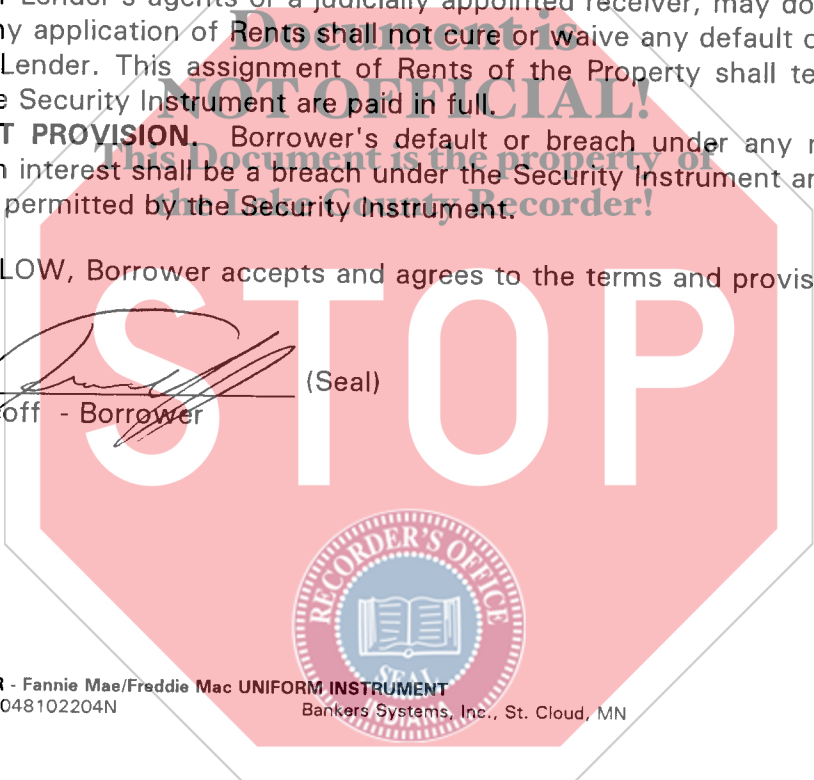 Lender's agents or a judicially appointed receiver, may do
Document is
ny application of Rents shall not cure or waive any default o
Lender. This assignment of Rents of the Property shall te
NOT OFFICIAL!
e Security Instrument are paid in full.
T PROVISION. Borrower's default or breach under any n
This Document is the property of
n interest shall be a breach under the Security Instrument an
permitted by the Security Instrument.
the Lake County Recorder!
LOW, Borrower accepts and agrees to the terms and provis
STOP
(Seal)
off - Borrower
RECORDER'S OFFICE
SEAL
INDIANA
R - Fannie Mae/Freddie Mac UNIFORM INSTRUMENT
048102204N Bankers Systems, Inc., St. Cloud, MN